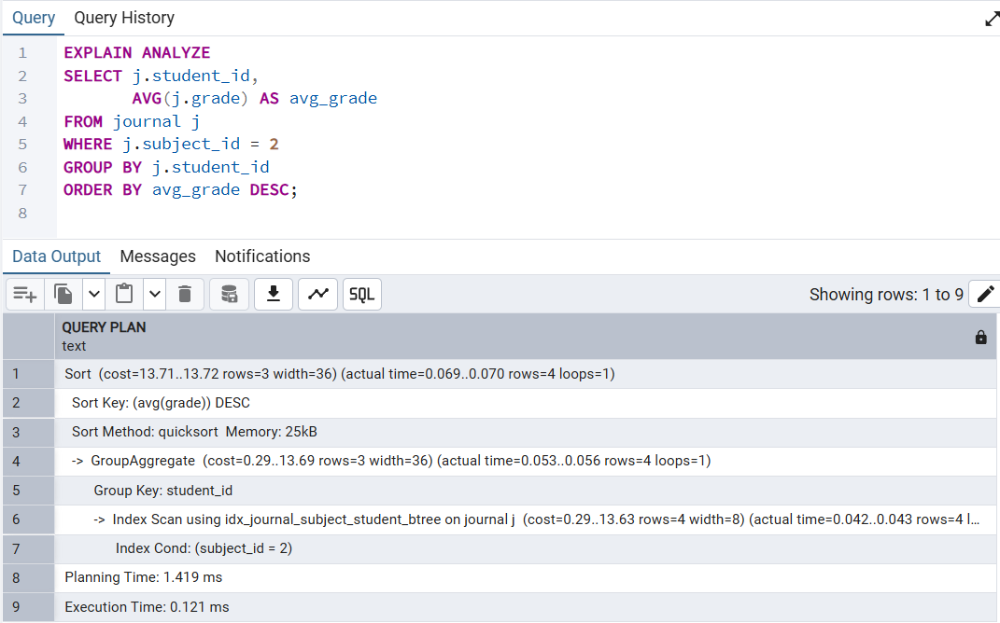 Query Query History
1 EXPLAIN ANALYZE
2 SELECT j.student_id,
3 AVG(j.grade) AS avg_grade
4 FROM journal j
5 WHERE j.subject_id = 2
6 GROUP BY j.student_id
7 ORDER BY avg_grade DESC;
8
Data Output Messages Notifications
SQL Showing rows: 1 to 9
QUERY PLAN
text
1 Sort (cost=13.71..13.72 rows=3 width=36) (actual time=0.069..0.070 rows=4 loops=1)
2 Sort Key: (avg(grade)) DESC
3 Sort Method: quicksort Memory: 25kB
4 -> GroupAggregate (cost=0.29..13.69 rows=3 width=36) (actual time=0.053..0.056 rows=4 loops=1)
5 Group Key: student_id
6 -> Index Scan using idx_journal_subject_student_btree on journal j (cost=0.29..13.63 rows=4 width=8) (actual time=0.042..0.043 rows=4 l...
7 Index Cond: (subject_id = 2)
8 Planning Time: 1.419 ms
9 Execution Time: 0.121 ms